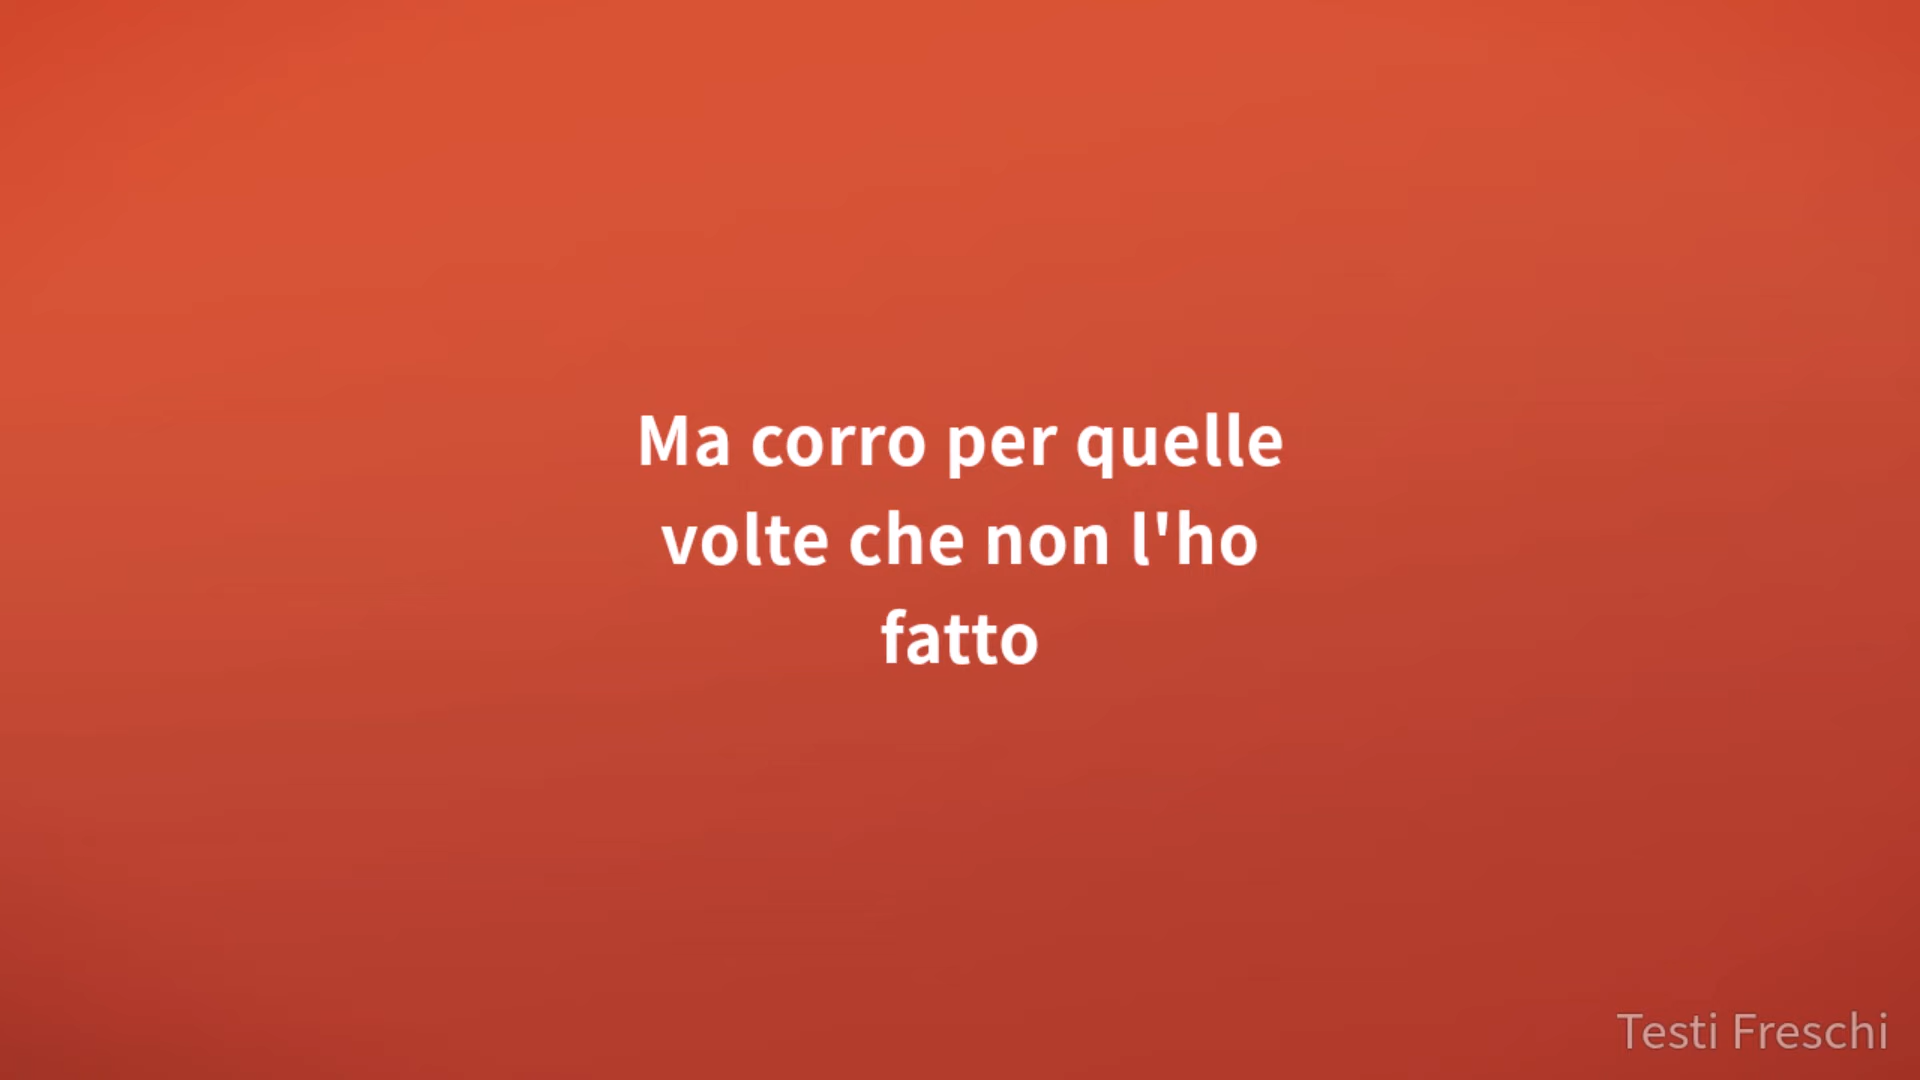 Ma corro per quelle
volte che non l'ho
fatto
Testi Freschi